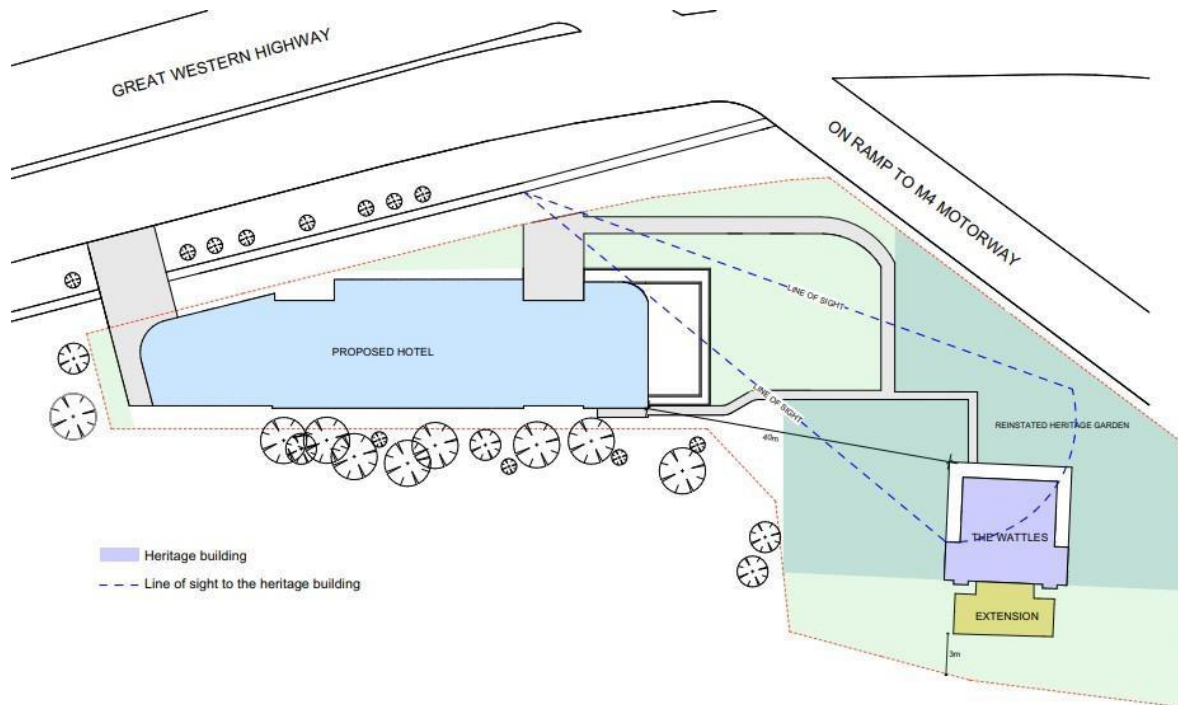 GREAT WESTERN HIGHWAY
ON RAMP TO M4 MOTORWAY
LINE OF SIGHT
PROPOSED HOTEL
LINE OF SIGHT
REINSTATED HERITAGE GARDEN
40m
THE WATTLES
Heritage building
Line of sight to the heritage building
EXTENSION
3m